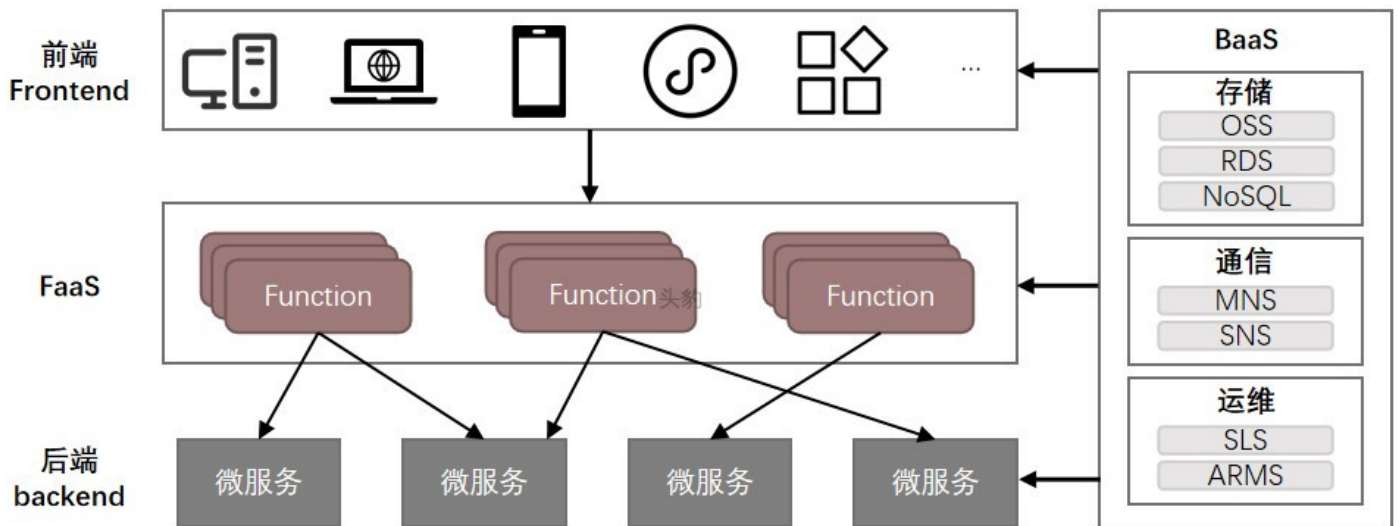 前端
Frontend
...
BaaS
存储
OSS
RDS
NoSQL
FaaS
Function
Function
头豹
Function
通信
MNS
SNS
后端
backend
微服务
微服务
微服务
微服务
运维
SLS
ARMS